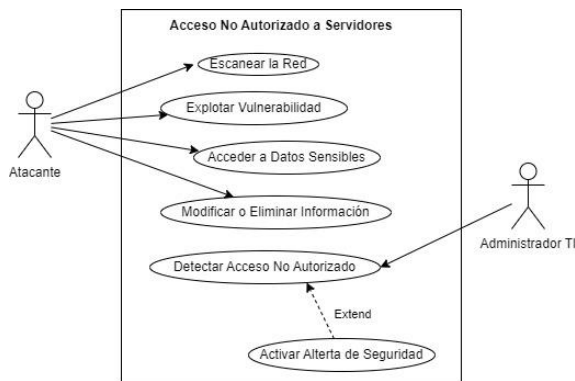 Acceso No Autorizado a Servidores
Escanear la Red
Explotar Vulnerabilidad
Acceder a Datos Sensibles
Atacante
Modificar o Eliminar Información
Administrador TI
Detectar Acceso No Autorizado
Extend
Activar Alterta de Seguridad